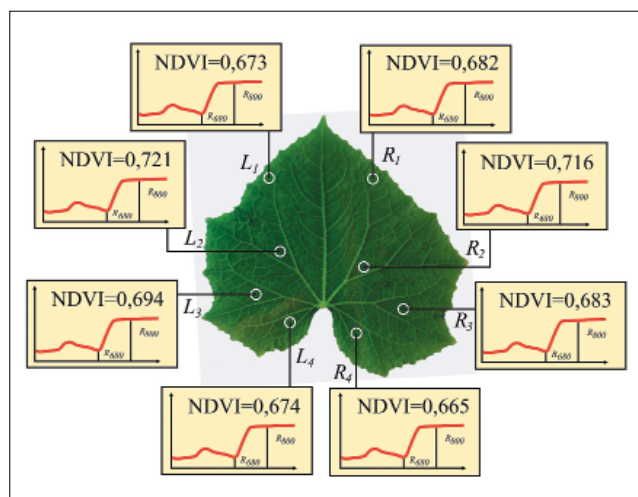 NDVI=0,673
R680
R800
NDVI=0,682
R680
R800
L1
R1
NDVI=0,721
R680
R800
NDVI=0,716
R680
R800
L2
R2
NDVI=0,694
R680
R800
NDVI=0,683
R680
R800
L3
R3
L4
R4
NDVI=0,674
R680
R800
NDVI=0,665
R680
R800